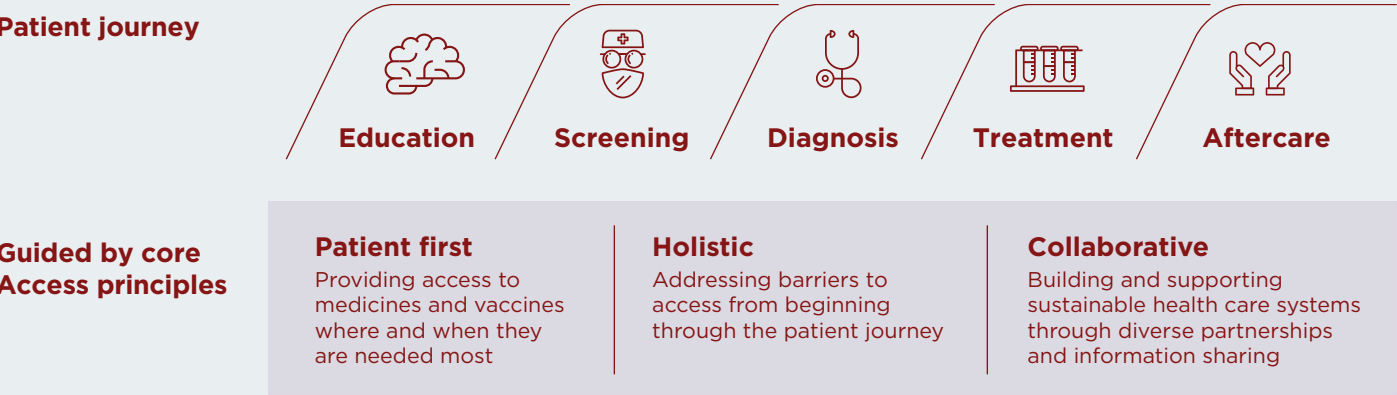 Patient journey
Education
Screening
Diagnosis
Treatment
Aftercare
Guided by core
Access principles
Patient first
Providing access to
medicines and vaccines
where and when they
are needed most
Holistic
Addressing barriers to
access from beginning
through the patient journey
Collaborative
Building and supporting
sustainable health care systems
through diverse partnerships
and information sharing